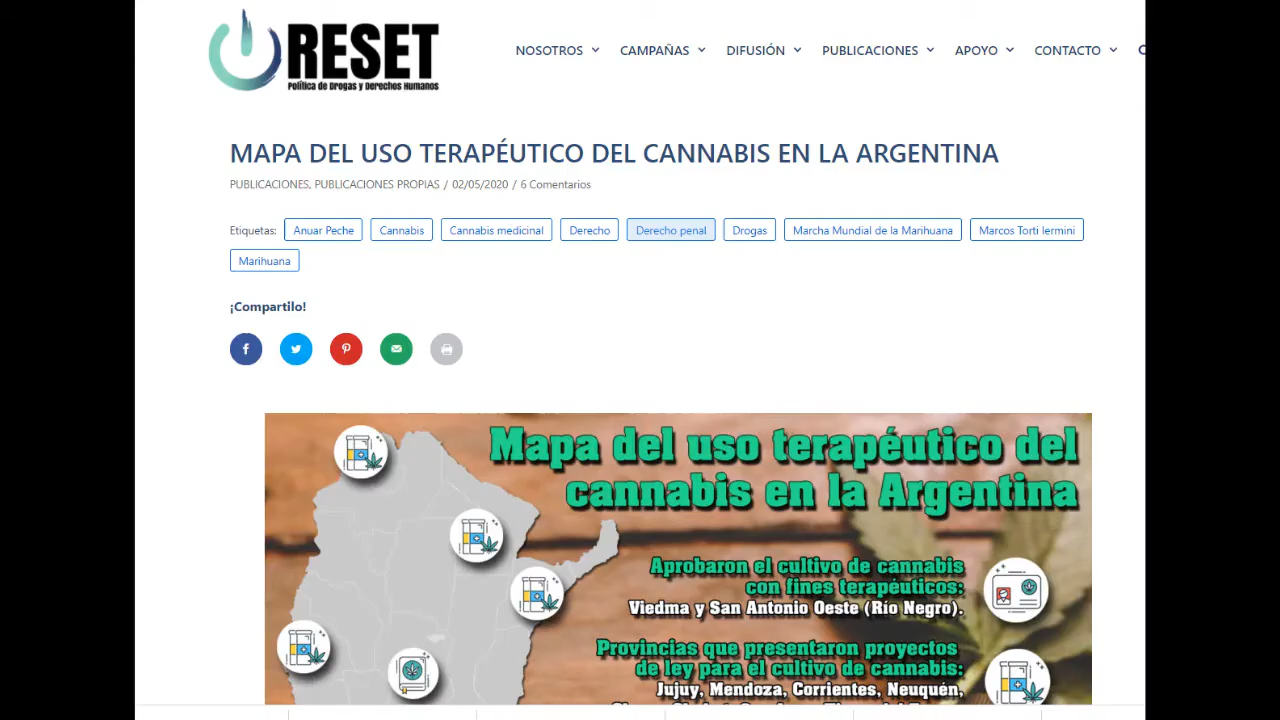 RESET
Política de Drogas y Derechos Humanos
NOSOTROS CAMPAÑAS DIFUSIÓN PUBLICACIONES APOYO CONTACTO
MAPA DEL USO TERAPÉUTICO DEL CANNABIS EN LA ARGENTINA
PUBLICACIONES, PUBLICACIONES PROPIAS / 02/05/2020 / 6 Comentarios
Etiquetas: Anuar Peche Cannabis Cannabis medicinal Derecho Derecho penal Drogas Marcha Mundial de la Marihuana Marcos Torti Iermini
Marihuana
¡Compartilo!
Mapa del uso terapéutico del
cannabis en la Argentina
Aprobaron el cultivo de cannabis
con fines terapéuticos:
Viedma y San Antonio Oeste (Río Negro).
Provincias que presentaron proyectos
de ley para el cultivo de cannabis:
Jujuy, Mendoza, Corrientes, Neuquén,